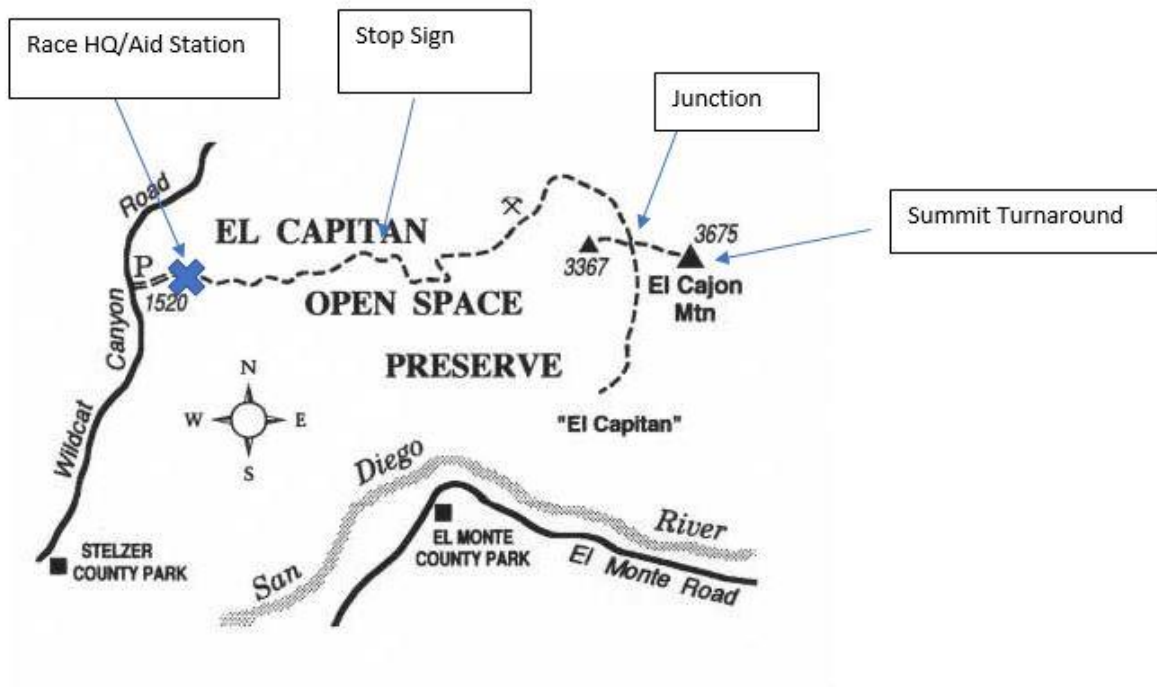 Race HQ/Aid Station
Stop Sign
Junction
Summit Turnaround
Road
EL CAPITAN
3675
P
3367
El Cajon
Mtn
1520
OPEN SPACE
Canyon
PRESERVE
N
W E
S
"El Capitan"
Wildcat
Diego
River
STELZER
COUNTY PARK
EL MONTE
COUNTY PARK
El Monte Road
San